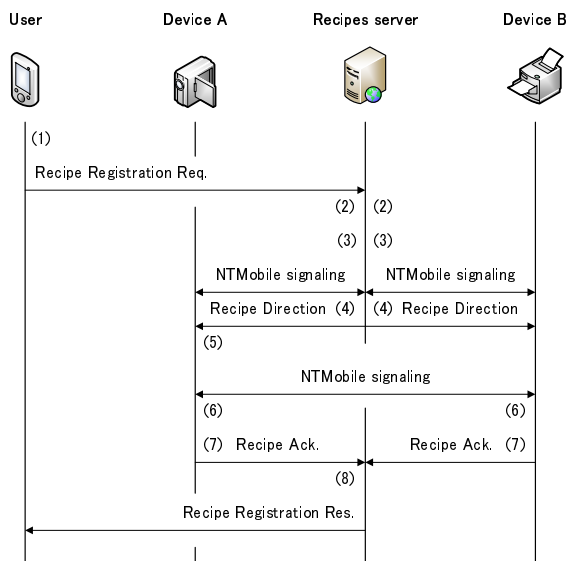 User Device A Recipes server Device B
(1)
Recipe Registration Req.
(2) (2)
(3) (3)
NTMobile signaling NTMobile signaling
Recipe Direction (4) (4) Recipe Direction
(5)
NTMobile signaling
(6) (6)
(7) Recipe Ack. Recipe Ack. (7)
(8)
Recipe Registration Res.